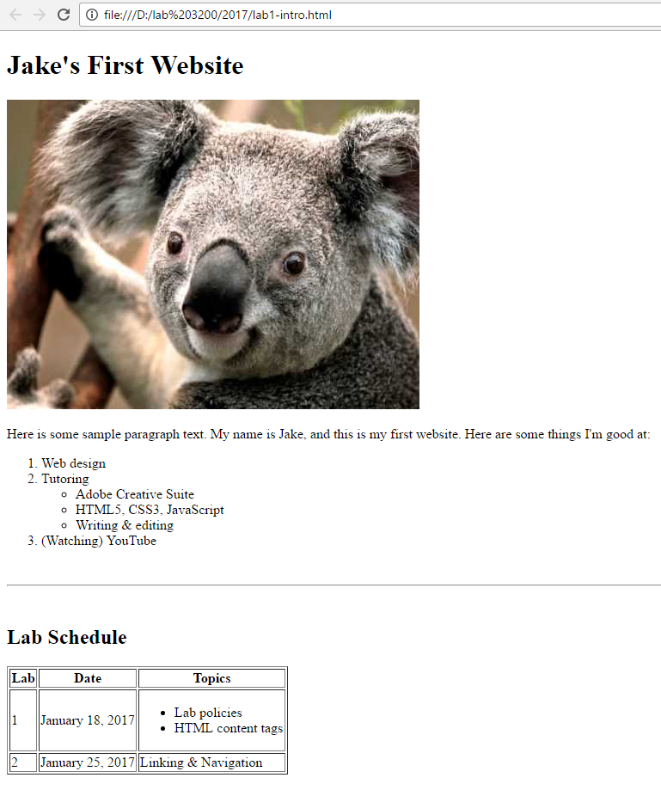 file:///D:/lab%203200/2017/lab1-intro.html
Jake's First Website
Here is some sample paragraph text. My name is Jake, and this is my first website. Here are some things I'm good at:
1. Web design
2. Tutoring
Adobe Creative Suite
HTML5, CSS3, JavaScript
Writing & editing
3. (Watching) YouTube
Lab Schedule
Lab Date Topics
1 January 18, 2017 Lab policies
HTML content tags
2 January 25, 2017 Linking & Navigation